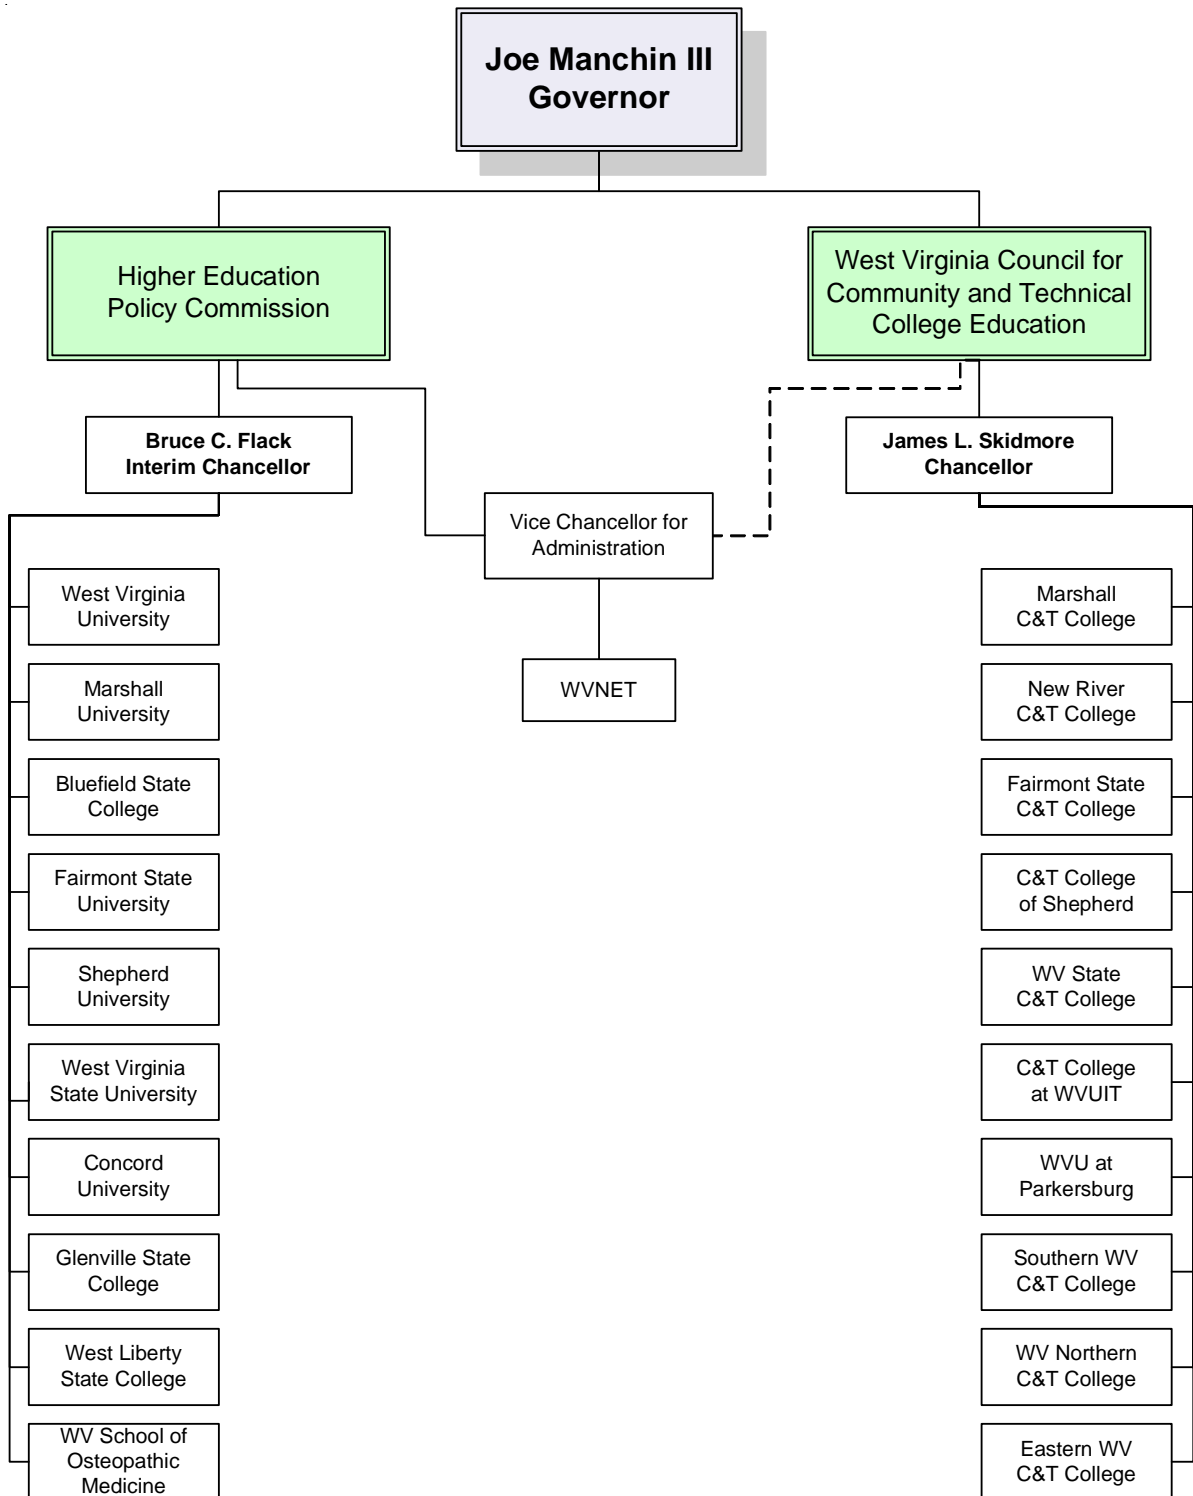 Joe Manchin III
Governor
Higher Education
Policy Commission
West Virginia Council for
Community and Technical
College Education
Bruce C. Flack
Interim Chancellor
James L. Skidmore
Chancellor
Vice Chancellor for
Administration
WVNET
West Virginia
University
Marshall
University
Bluefield State
College
Fairmont State
University
Shepherd
University
West Virginia
State University
Concord
University
Glenville State
College
West Liberty
State College
WV School of
Osteopathic
Medicine
Marshall
C&T College
New River
C&T College
Fairmont State
C&T College
C&T College
of Shepherd
WV State
C&T College
C&T College
at WVUIT
WVU at
Parkersburg
Southern WV
C&T College
WV Northern
C&T College
Eastern WV
C&T College